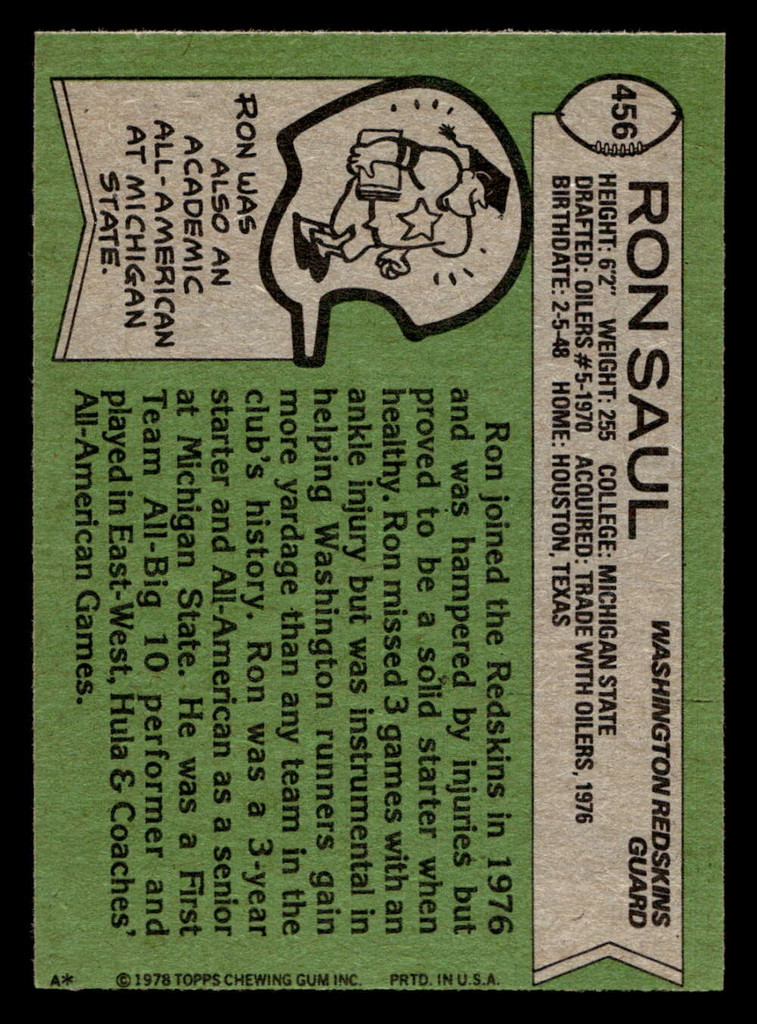 456
RON SAUL
WASHINGTON REDSKINS
GUARD
HEIGHT: 6'2" WEIGHT: 255 COLLEGE: MICHIGAN STATE
DRAFTED: OILERS #5-1970 ACQUIRED: TRADE WITH OILERS, 1976
BIRTHDATE: 2-5-48 HOME: HOUSTON, TEXAS
RON WAS
ALSO AN
ACADEMIC
ALL-AMERICAN
AT MICHIGAN
STATE.
Ron joined the Redskins in 1976
and was hampered by injuries but
proved to be a solid starter when
healthy. Ron missed 3 games with an
ankle injury but was instrumental in
helping Washington runners gain
more yardage than any team in the
club's history. Ron was a 3-year
starter and All-American as a senior
at Michigan State. He was a First
Team All-Big 10 performer and
played in East-West, Hula & Coaches'
All-American Games.
A* © 1978 TOPPS CHEWING GUM INC. PRTD. IN U.S.A.